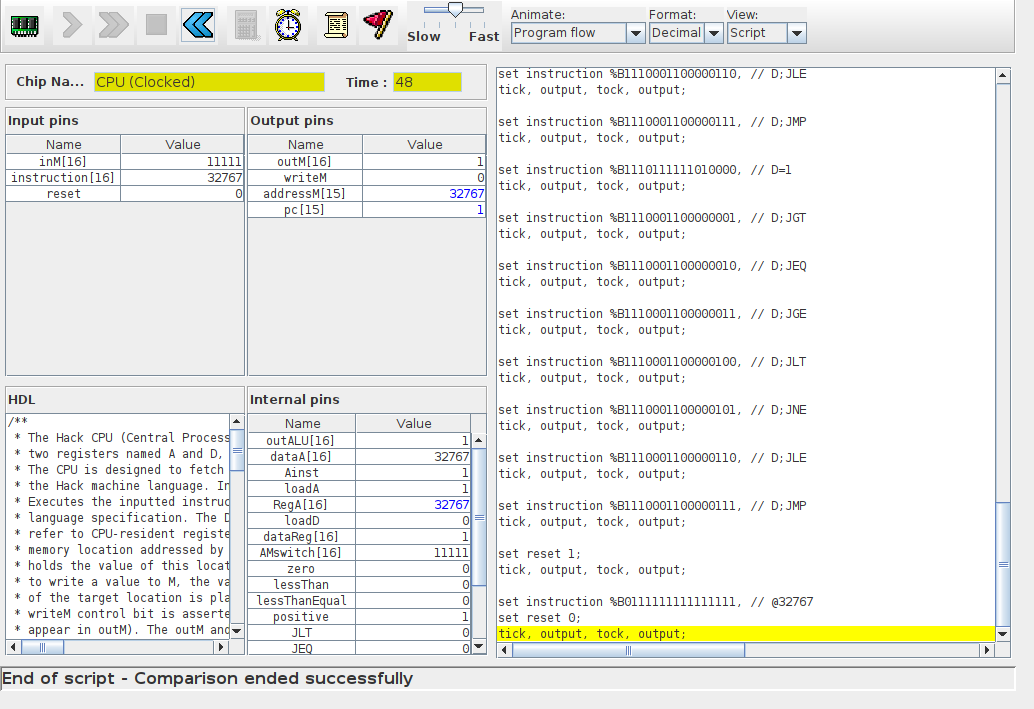 Slow Fast
Animate: Format: View:
Program flow Decimal Script
Chip Na... CPU (Clocked) Time : 48
Input pins
Name Value
inM[16] 11111
instruction[16] 32767
reset 0
Output pins
Name Value
outM[16] 1
writeM 0
addressM[15] 32767
pc[15] 1
HDL
/**
* The Hack CPU (Central Process
* two registers named A and D,
* The CPU is designed to fetch
* the Hack machine language. In
* Executes the inputted instruc
* language specification. The D
* refer to CPU-resident registe
* memory location addressed by
* holds the value of this locat
* to write a value to M, the va
* of the target location is pla
* writeM control bit is asserte
* appear in outM). The outM and
Internal pins
Name Value
outALU[16] 1
dataA[16] 32767
Ainst 1
loadA 1
RegA[16] 32767
loadD 0
dataReg[16] 1
AMswitch[16] 11111
zero 0
lessThan 0
lessThanEqual 0
positive 1
JLT 0
JEQ 0
set instruction %B1110001100000110, // D;JLE
tick, output, tock, output;
set instruction %B1110001100000111, // D;JMP
tick, output, tock, output;
set instruction %B1110111111010000, // D=1
tick, output, tock, output;
set instruction %B1110001100000001, // D;JGT
tick, output, tock, output;
set instruction %B1110001100000010, // D;JEQ
tick, output, tock, output;
set instruction %B1110001100000011, // D;JGE
tick, output, tock, output;
set instruction %B1110001100000100, // D;JLT
tick, output, tock, output;
set instruction %B1110001100000101, // D;JNE
tick, output, tock, output;
set instruction %B1110001100000110, // D;JLE
tick, output, tock, output;
set instruction %B1110001100000111, // D;JMP
tick, output, tock, output;
set reset 1;
tick, output, tock, output;
set instruction %B0111111111111111, // @32767
set reset 0;
tick, output, tock, output;
End of script - Comparison ended successfully